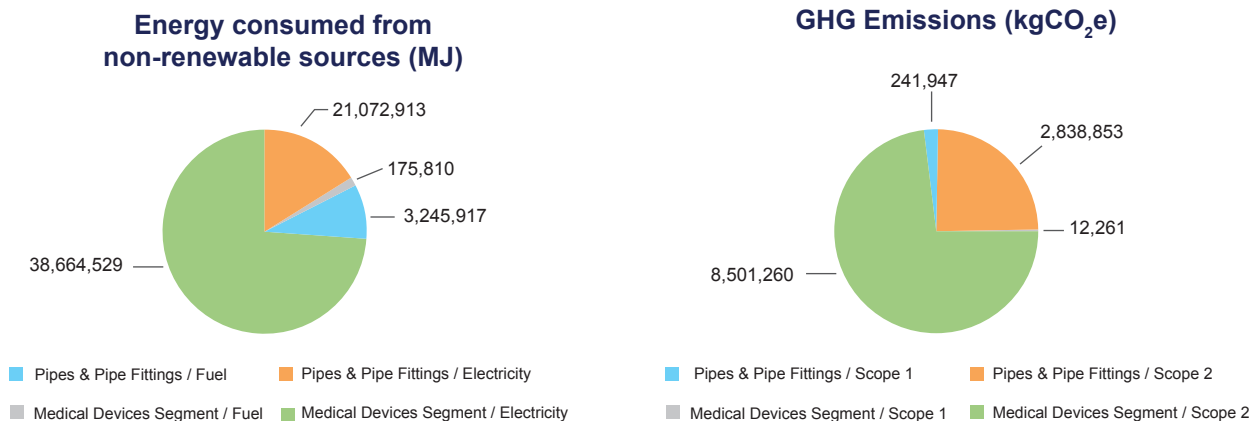 Energy consumed from
non-renewable sources (MJ)
21,072,913
175,810
3,245,917
38,664,529
Pipes & Pipe Fittings / Fuel
Pipes & Pipe Fittings / Electricity
Medical Devices Segment / Fuel
Medical Devices Segment / Electricity
GHG Emissions (kgCO₂e)
241,947
2,838,853
12,261
8,501,260
Pipes & Pipe Fittings / Scope 1
Pipes & Pipe Fittings / Scope 2
Medical Devices Segment / Scope 1
Medical Devices Segment / Scope 2